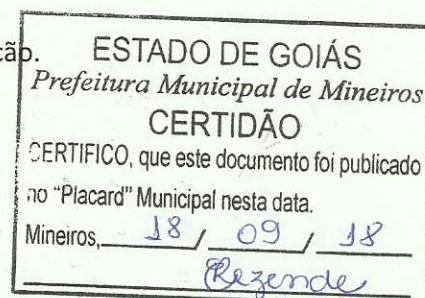 ção.
ESTADO DE GOIÁS
Prefeitura Municipal de Mineiros
CERTIDÃO
CERTIFICO, que este documento foi publicado
no "Placard" Municipal nesta data.
Mineiros, 18 / 09 / 18
Rezende